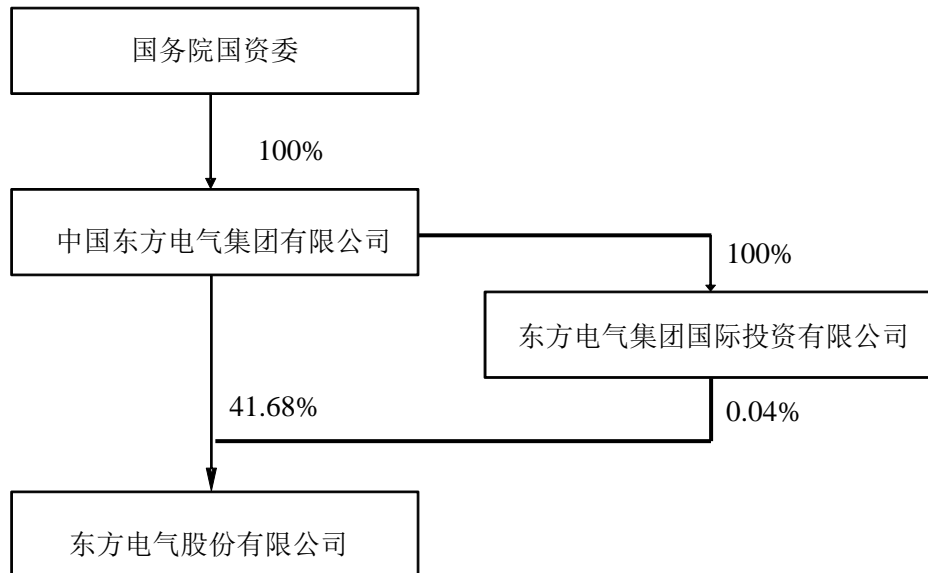 国务院国资委
100%
中国东方电气集团有限公司
100%
东方电气集团国际投资有限公司
41.68%
0.04%
东方电气股份有限公司